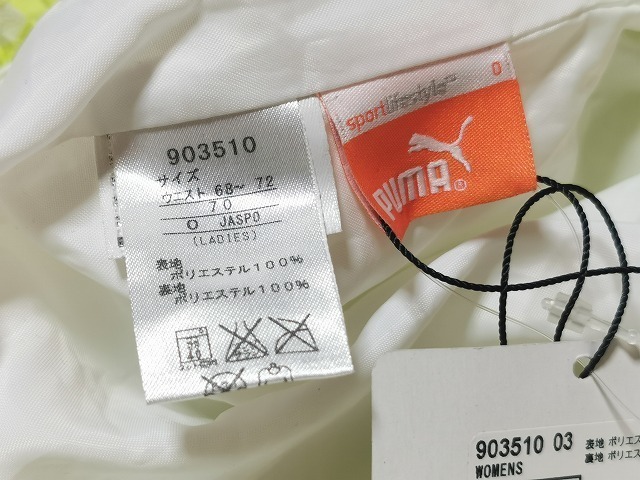 903510
サイズ
ウエスト 68～72
70
O JASPO
(LADIES)
表地
ポリエステル100%
裏地
ポリエステル100%
sportlifestyle
O
PUMA
903510 03
WOMENS
表地 ポリエス
裏地 ポリエス